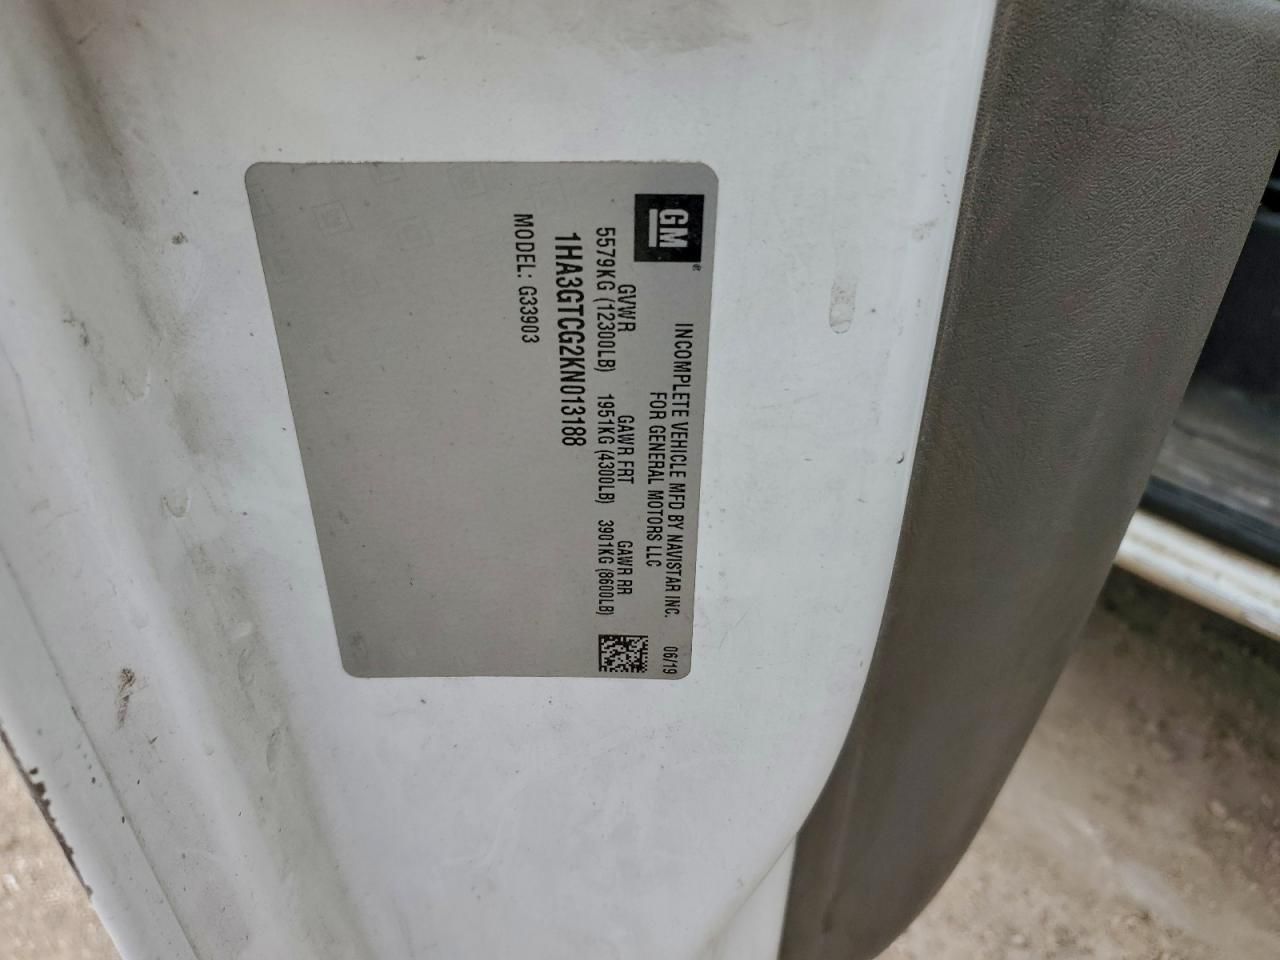 GM®
INCOMPLETE VEHICLE MFD BY NAVISTAR INC. 06/19
FOR GENERAL MOTORS LLC
GVWR GAWR FRT GAWR RR
5579KG (12300LB) 1951KG (4300LB) 3901KG (8600LB)
1HA3GTCG2KN013188
MODEL: G33903